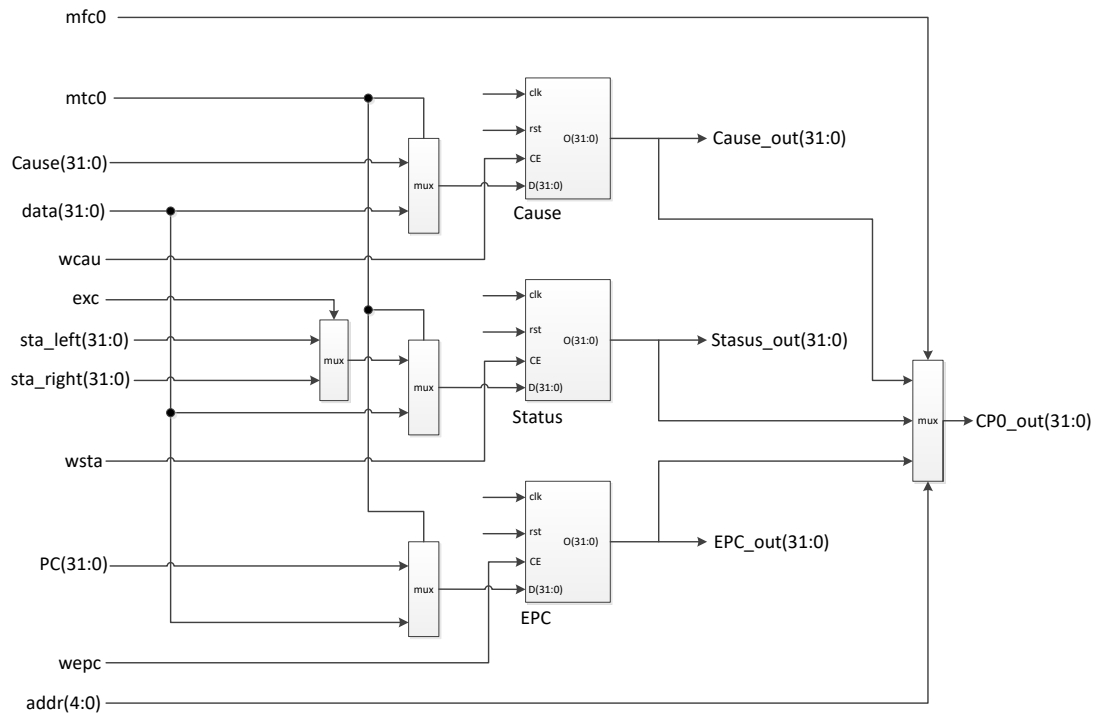 mfc0
mtc0
Cause(31:0)
data(31:0)
wcau
exc
sta_left(31:0)
sta_right(31:0)
wsta
PC(31:0)
wepc
addr(4:0)
mux
clk
rst
O(31:0)
CE
D(31:0)
Cause
Cause_out(31:0)
mux
mux
clk
rst
O(31:0)
CE
D(31:0)
Status
Stasus_out(31:0)
mux
clk
rst
O(31:0)
CE
D(31:0)
EPC
EPC_out(31:0)
mux
CP0_out(31:0)